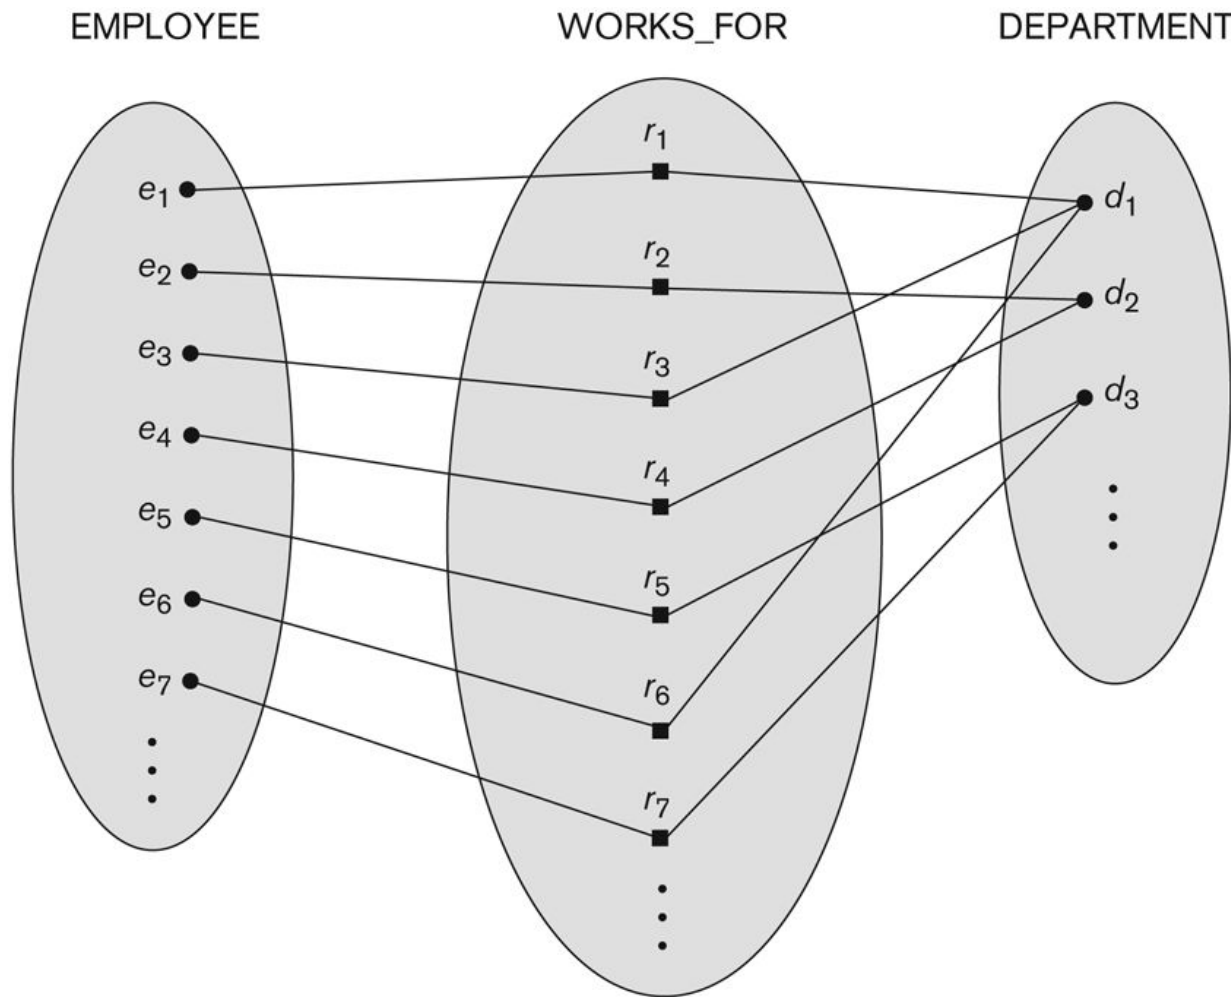 EMPLOYEE
WORKS_FOR
DEPARTMENT
e1
e2
e3
e4
e5
e6
e7
r1
r2
r3
r4
r5
r6
r7
d1
d2
d3